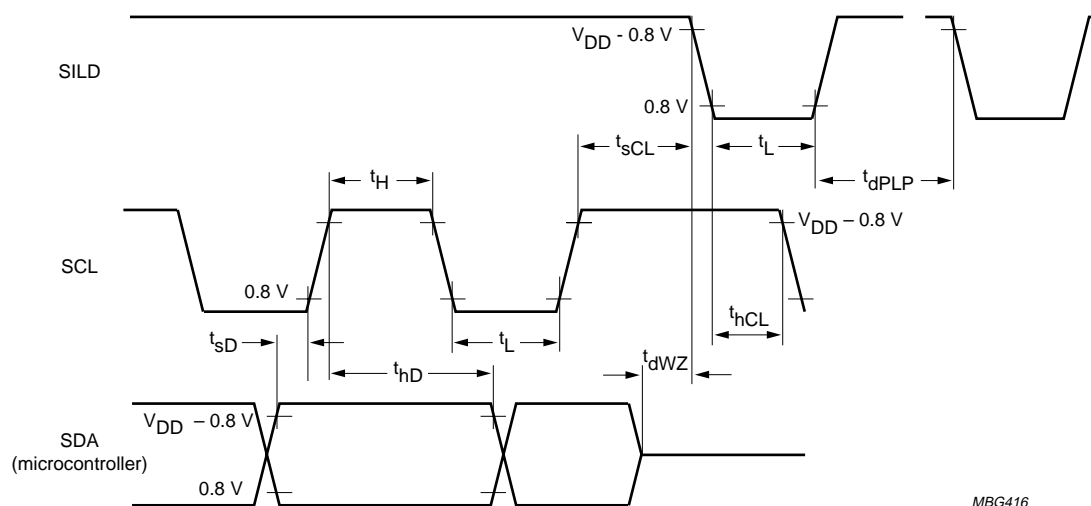 V_DD - 0.8 V
SILD
0.8 V
t_sCL
t_L
t_dPLP
t_H
V_DD – 0.8 V
SCL
0.8 V
t_hCL
t_sD
t_L
t_dWZ
t_hD
V_DD – 0.8 V
SDA
(microcontroller)
0.8 V
MBG416